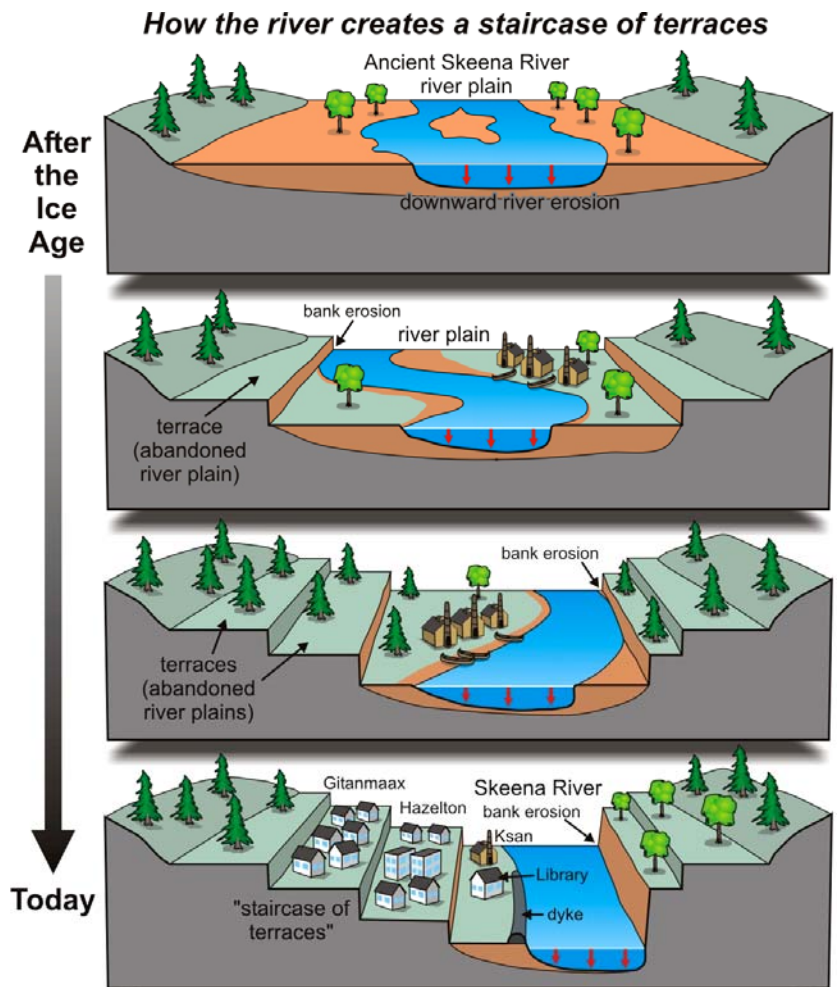 How the river creates a staircase of terraces
Ancient Skeena River
river plain
After
the
Ice
Age
downward river erosion
bank erosion
river plain
terrace
(abandoned
river plain)
bank erosion
terraces
(abandoned
river plains)
Gitanmaax
Hazelton
Skeena River
bank erosion
Ksan
Library
dyke
Today
"staircase of
terraces"